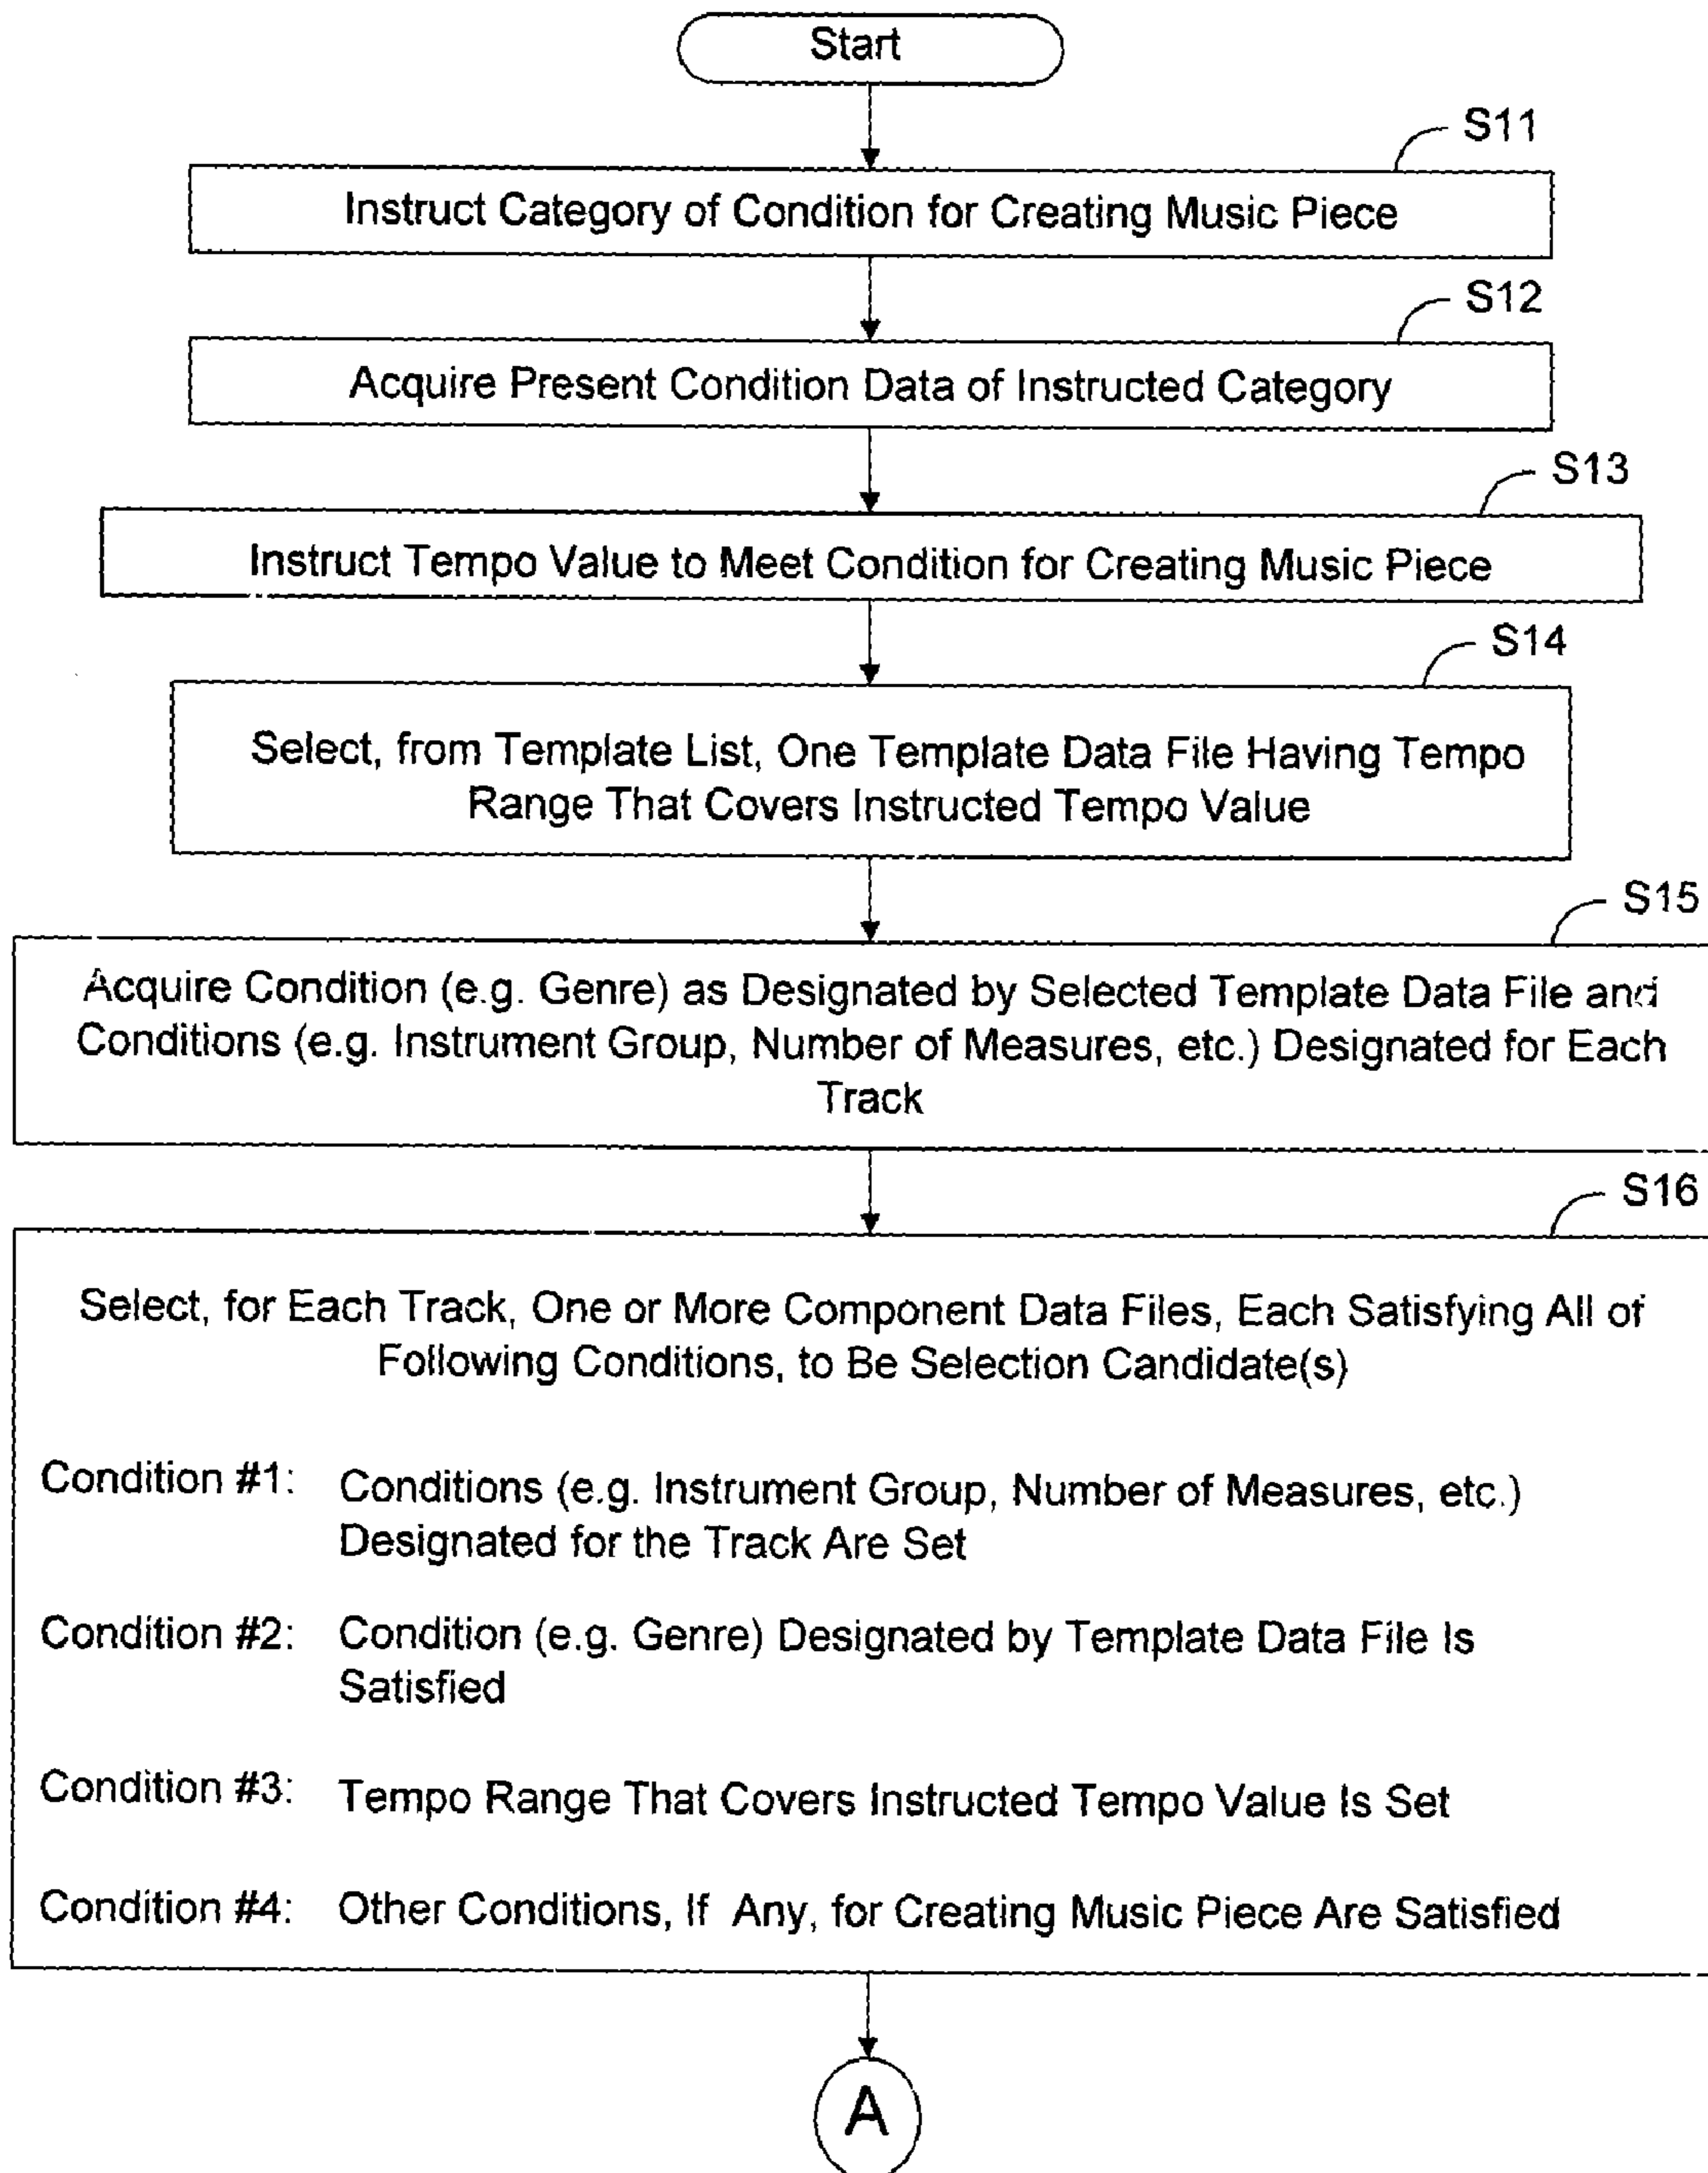 Start
S11
Instruct Category of Condition for Creating Music Piece
S12
Acquire Present Condition Data of Instructed Category
S13
Instruct Tempo Value to Meet Condition for Creating Music Piece
S14
Select, from Template List, One Template Data File Having Tempo
Range That Covers Instructed Tempo Value
S15
Acquire Condition (e.g. Genre) as Designated by Selected Template Data File and
Conditions (e.g. Instrument Group, Number of Measures, etc.) Designated for Each
Track
S16
Select, for Each Track, One or More Component Data Files, Each Satisfying All of
Following Conditions, to Be Selection Candidate(s)
Condition #1: Conditions (e.g. Instrument Group, Number of Measures, etc.)
Designated for the Track Are Set
Condition #2: Condition (e.g. Genre) Designated by Template Data File Is
Satisfied
Condition #3: Tempo Range That Covers Instructed Tempo Value Is Set
Condition #4: Other Conditions, If Any, for Creating Music Piece Are Satisfied
A